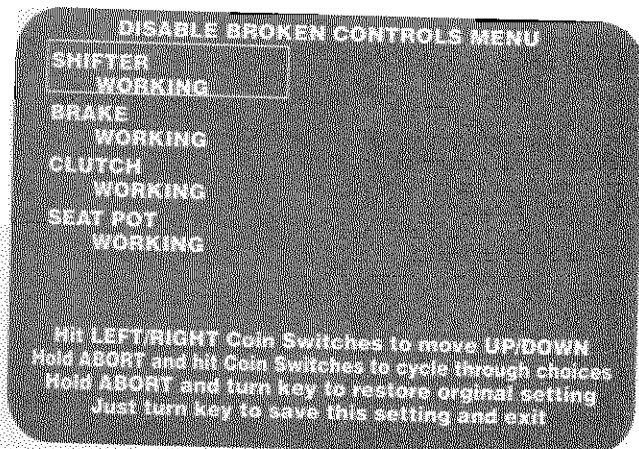 DISABLE BROKEN CONTROLS MENU
SHIFTER
WORKING
BRAKE
WORKING
CLUTCH
WORKING
SEAT POT
WORKING
Hit LEFT/RIGHT Coin Switches to move UP/DOWN
Hold ABORT and hit Coin Switches to cycle through choices
Hold ABORT and turn key to restore orginal setting
Just turn key to save this setting and exit